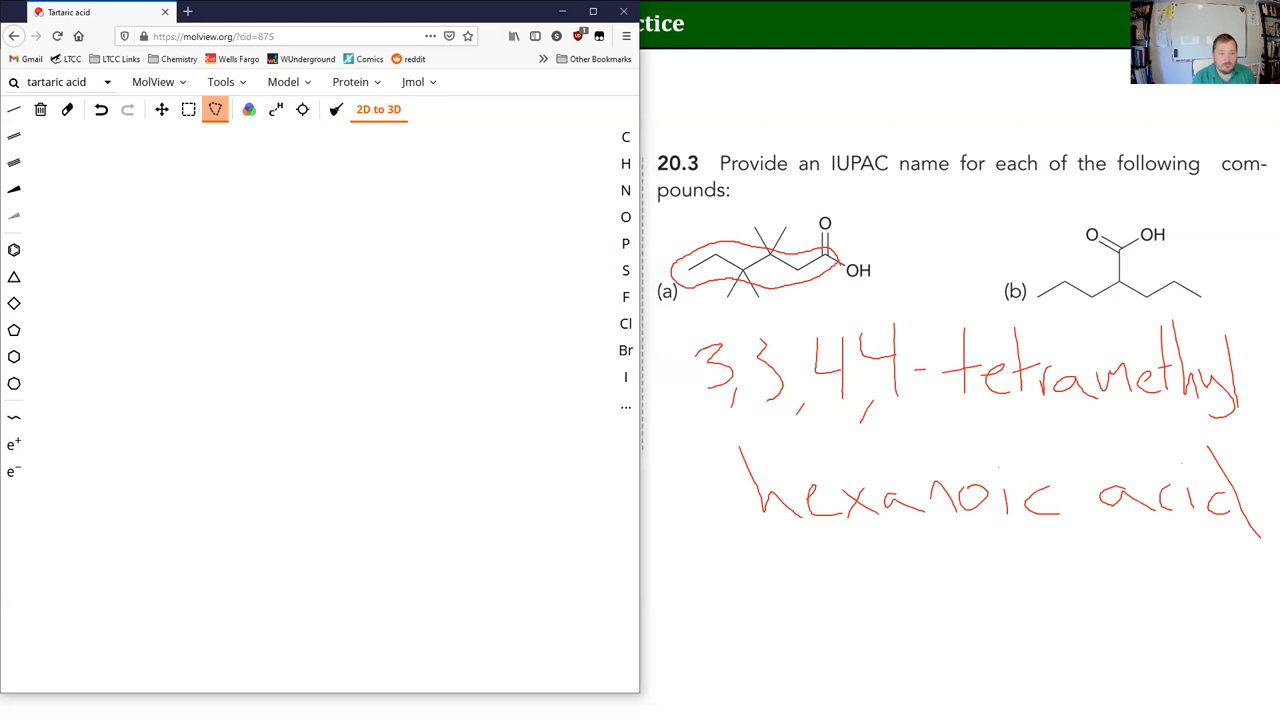 Tartaric acid
https://molview.org/?cid=875
Gmail LTCC LTCC Links Chemistry Wells Fargo WUnderground Comics reddit Other Bookmarks
tartaric acid MolView Tools Model Protein Jmol
2D to 3D
C
H
N
O
P
S
F
Cl
Br
I
...
e+
e−
ctice
20.3 Provide an IUPAC name for each of the following com-
pounds:
O
OH
(a)
O OH
(b)
3,3,4,4-tetramethyl
hexanoic acid